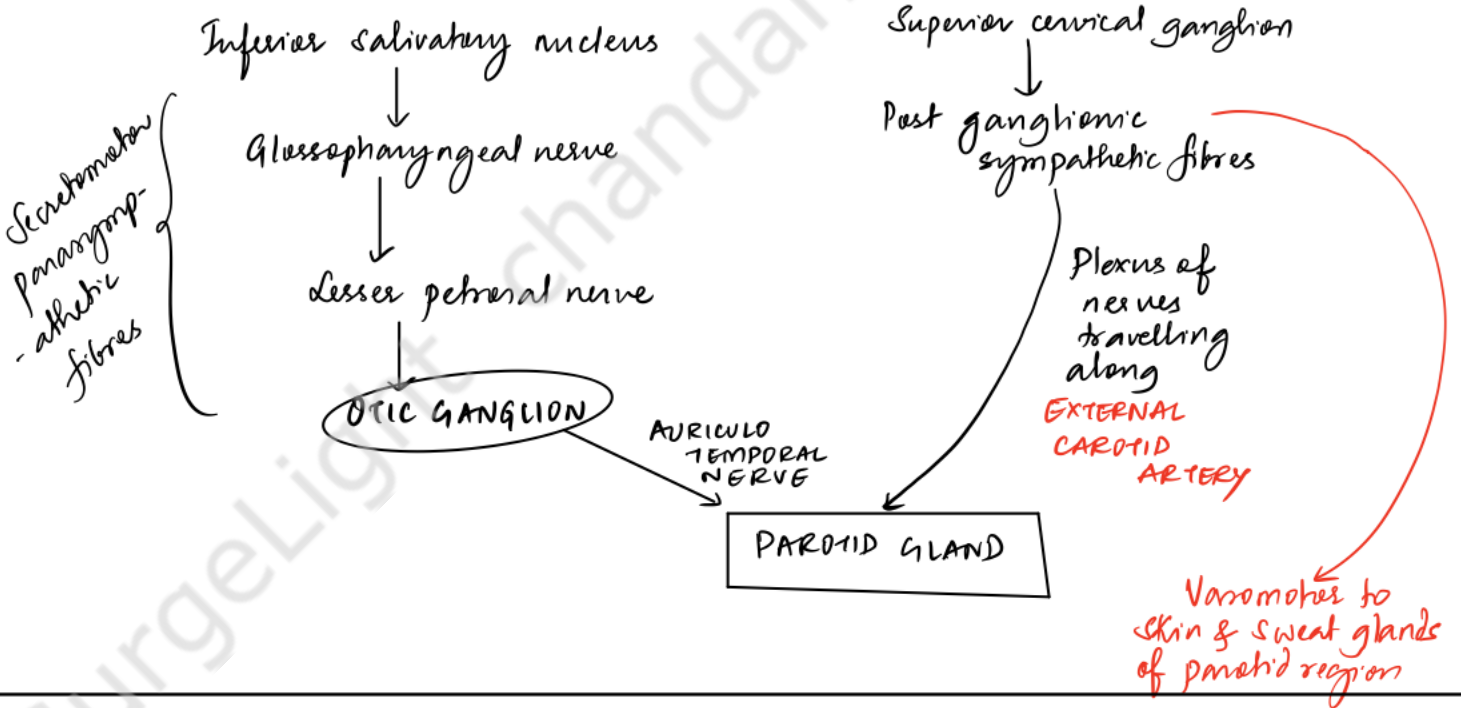 Inferior salivatory nucleus
Glossopharyngeal nerve
Lesser petrosal nerve
OTIC GANGLION
Secretomotor
parasymp-
-athetic
fibres
AURICULO
TEMPORAL
NERVE
PAROTID GLAND
Superior cervical ganglion
Post ganglionic
sympathetic fibres
Plexus of
nerves
travelling
along
EXTERNAL
CAROTID
ARTERY
Vasomotor to
skin & sweat glands
of parotid region
urgeLight chandan